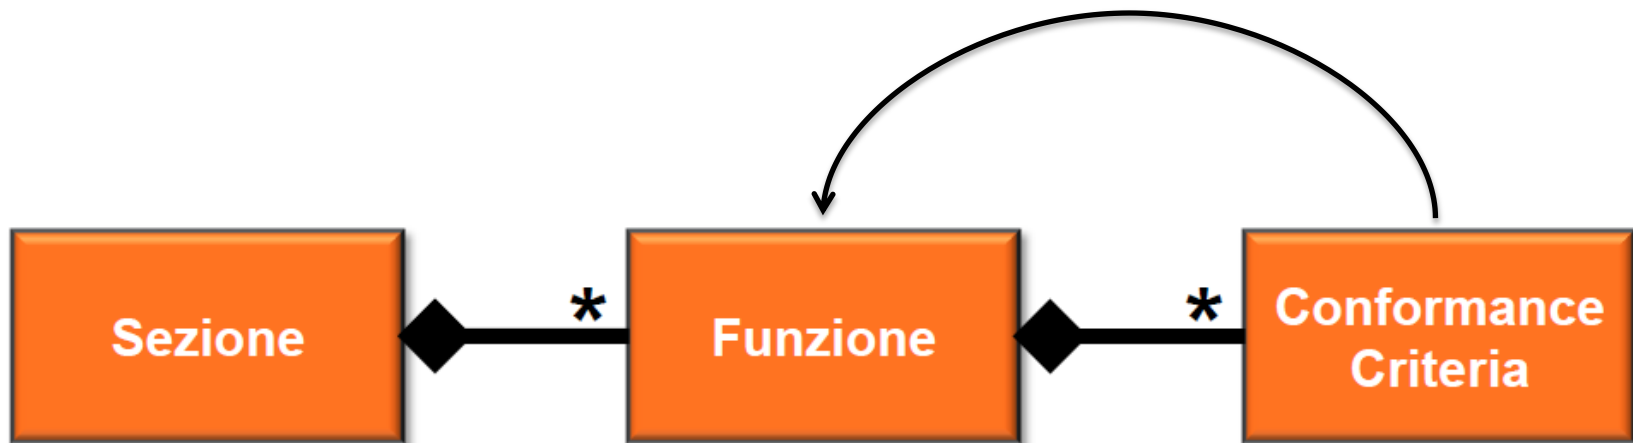 Sezione
*
Funzione
*
Conformance
Criteria